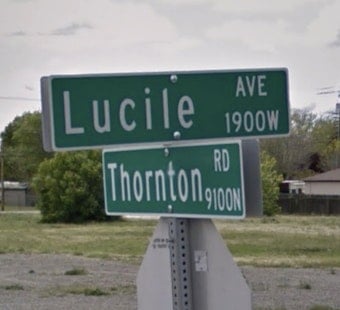 Lucile AVE
1900W
Thornton RD
9100N